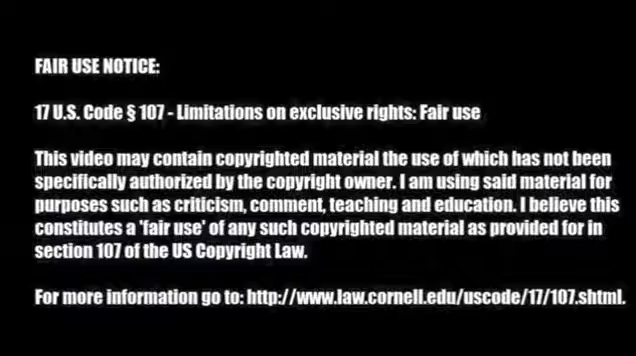 FAIR USE NOTICE:
17 U.S. Code § 107 - Limitations on exclusive rights: Fair use
This video may contain copyrighted material the use of which has not been
specifically authorized by the copyright owner. I am using said material for
purposes such as criticism, comment, teaching and education. I believe this
constitutes a 'fair use' of any such copyrighted material as provided for in
section 107 of the US Copyright Law.
For more information go to: http://www.law.cornell.edu/uscode/17/107.shtml.